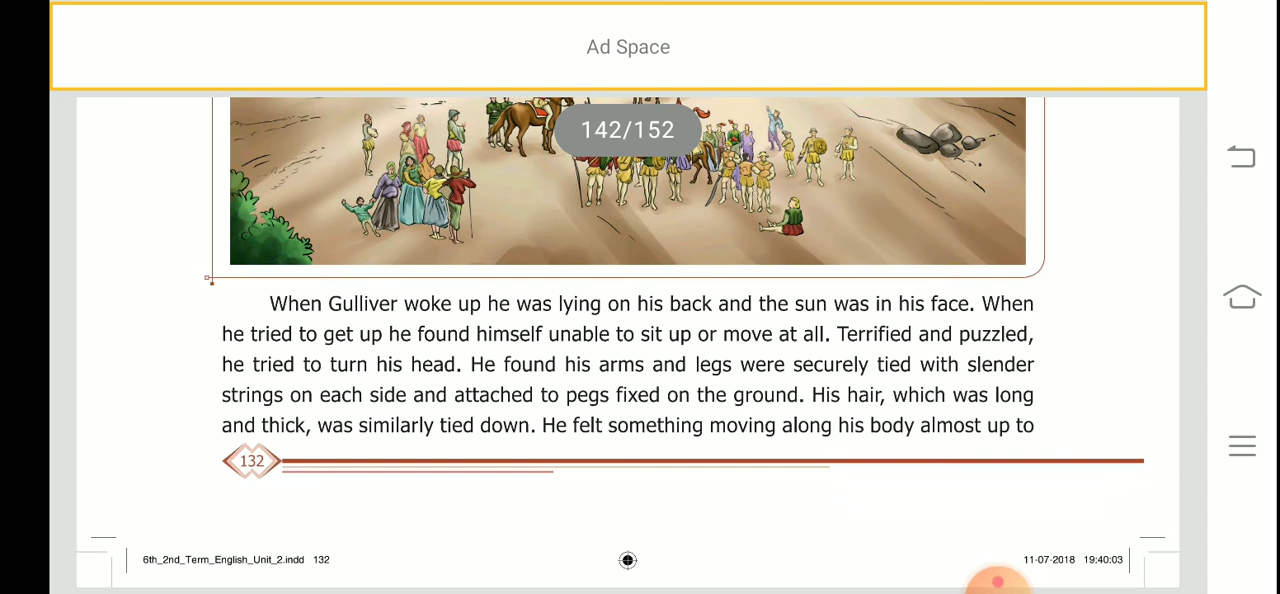 Ad Space
142/152
When Gulliver woke up he was lying on his back and the sun was in his face. When
he tried to get up he found himself unable to sit up or move at all. Terrified and puzzled,
he tried to turn his head. He found his arms and legs were securely tied with slender
strings on each side and attached to pegs fixed on the ground. His hair, which was long
and thick, was similarly tied down. He felt something moving along his body almost up to
132
6th_2nd_Term_English_Unit_2.indd 132
11-07-2018 19:40:03